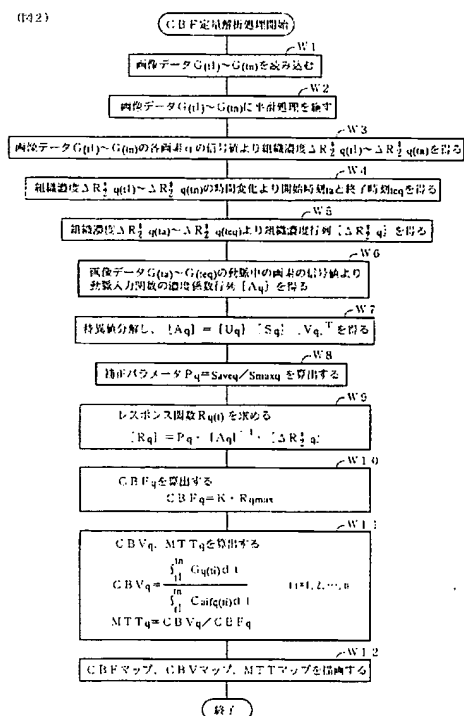 (図2)
CBF定量解析処理開始
W1
画像データG(t1)~G(tn)を読み込む
W2
画像データG(t1)~G(tn)に平滑処理を施す
W3
画像データG(t1)~G(tn)の各画素qの信号値より組織濃度ΔR2*q(t1)~ΔR2*q(tn)を得る
W4
組織濃度ΔR2*q(t1)~ΔR2*q(tn)の時間変化より開始時刻taと終了時刻teqを得る
W5
組織濃度ΔR2*q(ta)~ΔR2*q(teq)より組織濃度行列[ΔR2*q]を得る
W6
画像データG(ta)~G(teq)の動脈中の画素の信号値より
動脈入力関数の濃度係数行列[Aq]を得る
W7
特異値分解し、[Aq]=[Uq][Sq][Vq]Tを得る
W8
補正パラメータPq=Saveq/Smaxqを算出する
W9
レスポンス関数Rq(t)を求める
[Rq]=Pq・[Aq]-1・[ΔR2*q]
W10
CBFqを算出する
CBFq=K・Rqmax
W11
CBVq、MTTqを算出する
CBVq=∫t1tn Gq(ti)dt/∫t1tn Caifq(ti)dt ti=1,2,…,n
MTTq=CBVq/CBFq
W12
CBFマップ、CBVマップ、MTTマップを描画する
終了